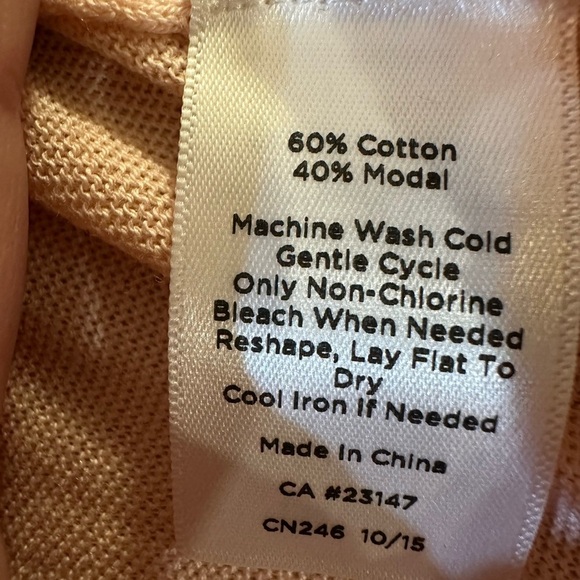 60% Cotton
40% Modal
Machine Wash Cold
Gentle Cycle
Only Non-Chlorine
Bleach When Needed
Reshape, Lay Flat To
Dry
Cool Iron If Needed
Made In China
CA #23147
CN246 10/15